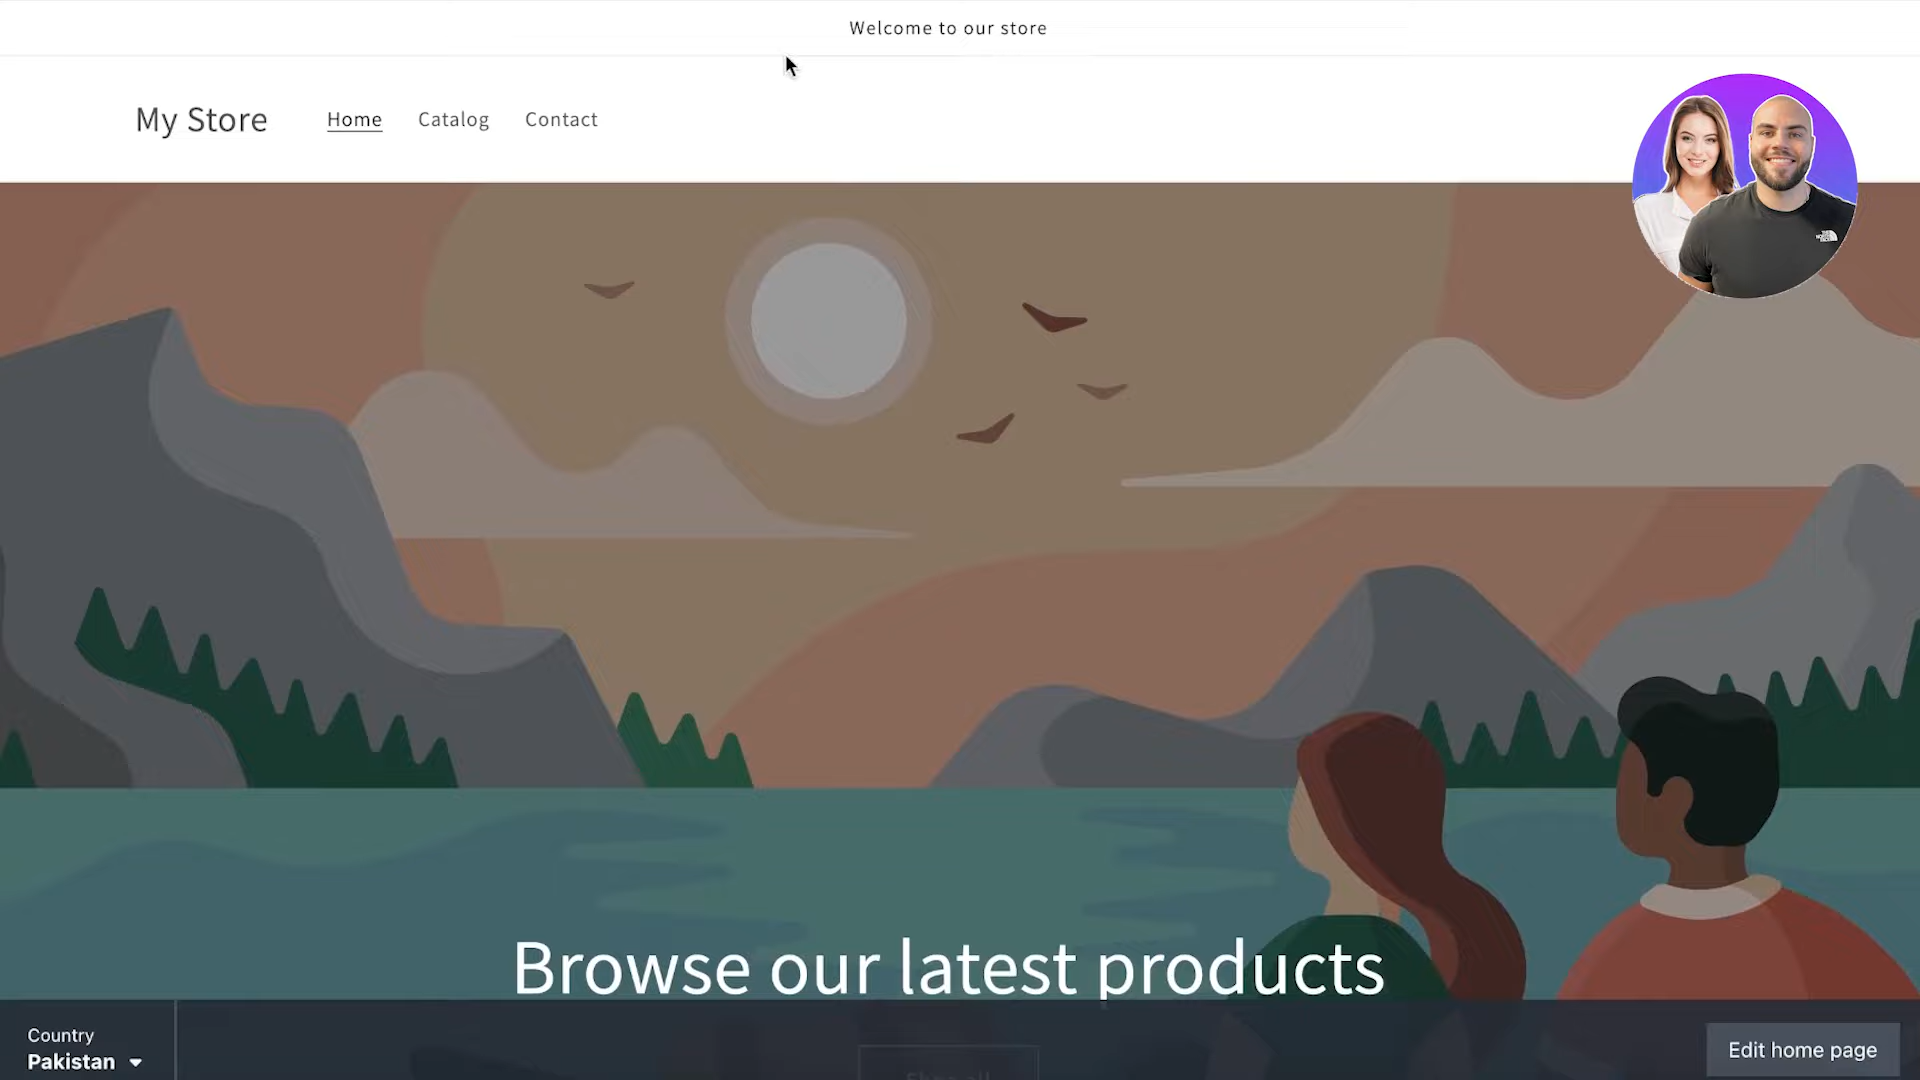 Welcome to our store
My Store
Home
Catalog
Contact
Browse our latest products
Country
Pakistan
Edit home page